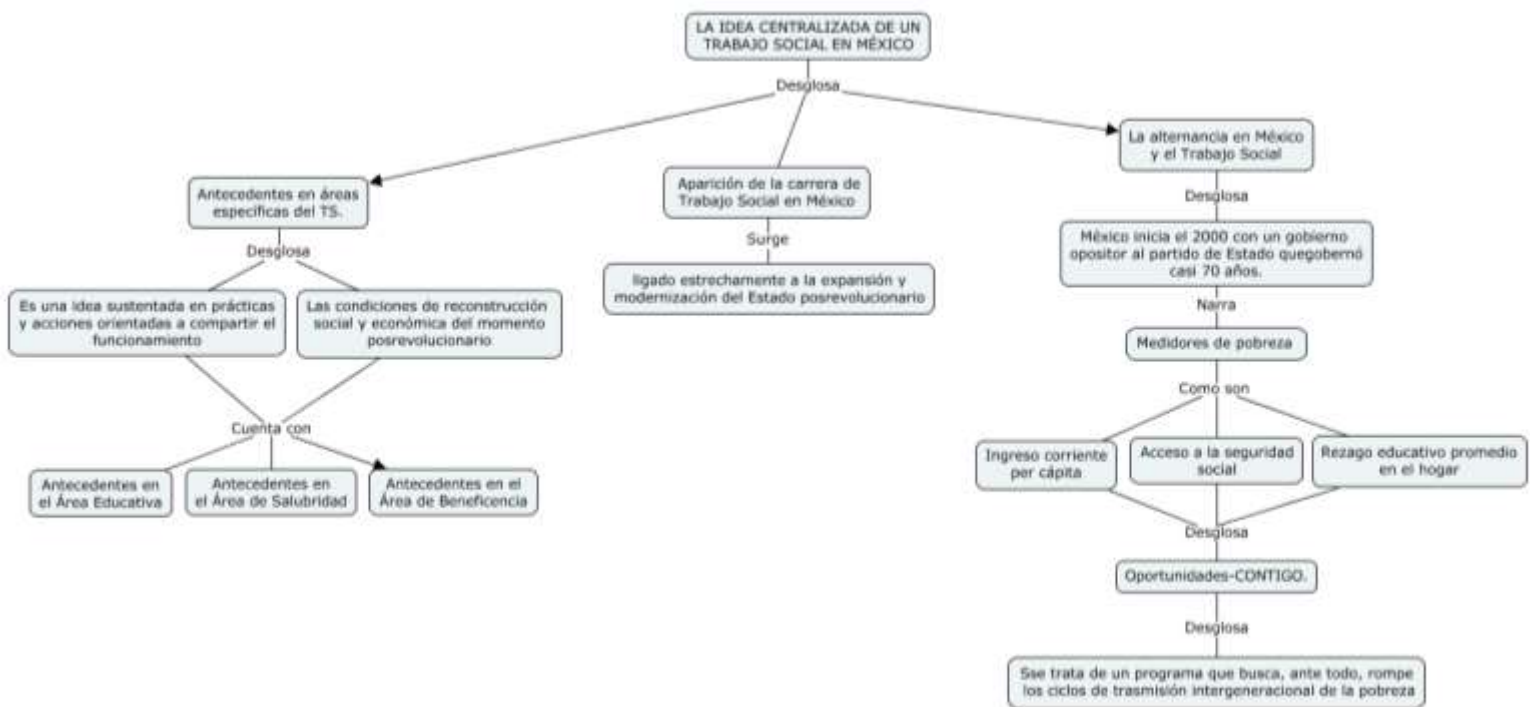 LA IDEA CENTRALIZADA DE UN
TRABAJO SOCIAL EN MÉXICO
Desglosa
Antecedentes en áreas
específicas del TS.
Desglosa
Es una idea sustentada en prácticas
y acciones orientadas a compartir el
funcionamiento
Las condiciones de reconstrucción
social y económica del momento
posrevolucionario
Cuenta con
Antecedentes en
el Área Educativa
Antecedentes en
el Área de Salubridad
Antecedentes en el
Área de Beneficencia
Aparición de la carrera de
Trabajo Social en México
Surge
ligado estrechamente a la expansión y
modernización del Estado posrevolucionario
La alternancia en México
y el Trabajo Social
Desglosa
México inicia el 2000 con un gobierno
opositor al partido de Estado quegobernó
casi 70 años.
Narra
Medidores de pobreza
Como son
Ingreso corriente
per cápita
Acceso a la seguridad
social
Rezago educativo promedio
en el hogar
Desglosa
Oportunidades-CONTIGO.
Desglosa
Sse trata de un programa que busca, ante todo, rompe
los ciclos de trasmisión intergeneracional de la pobreza